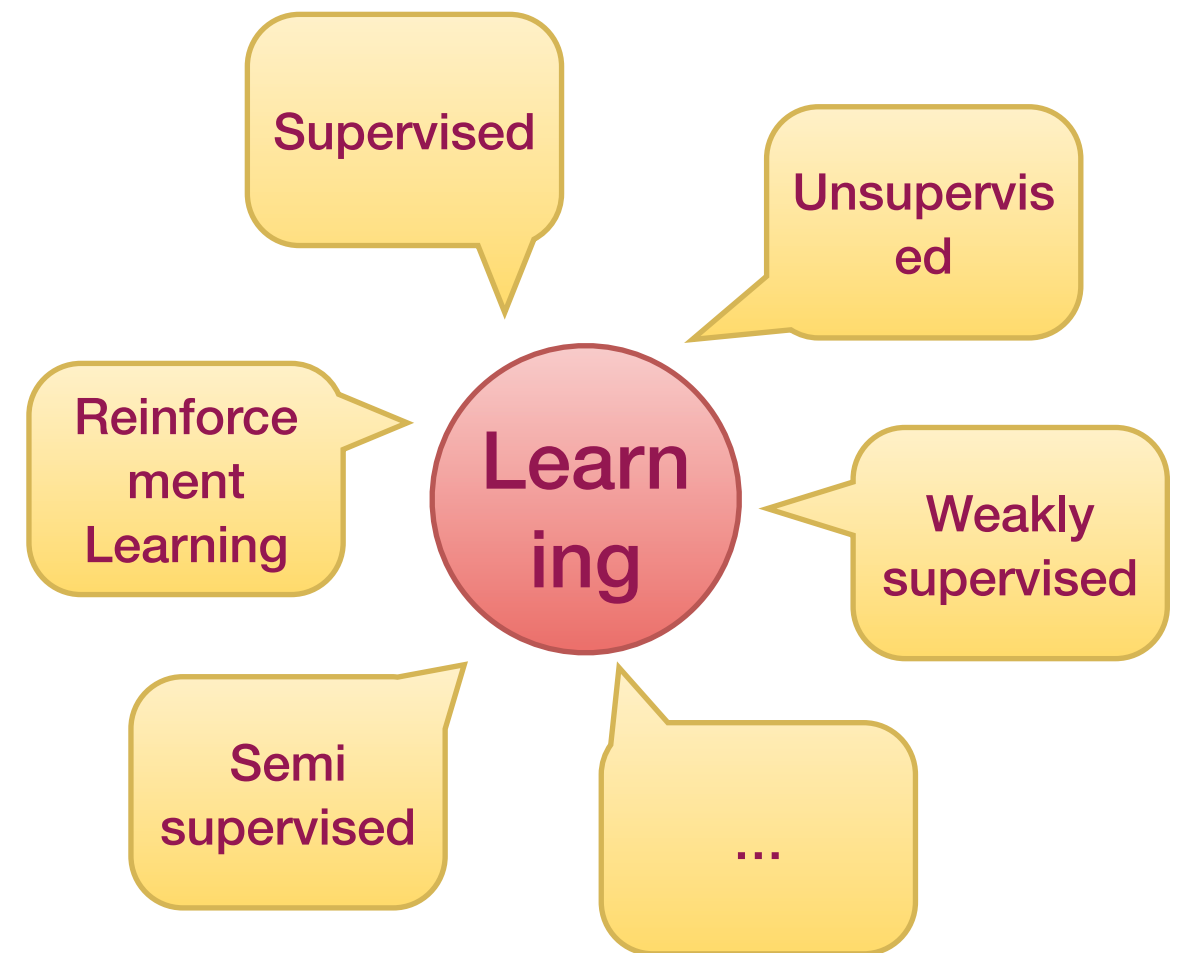 Supervised
Unsupervis
ed
Reinforce
ment
Learning
Learn
ing
Weakly
supervised
Semi
supervised
...